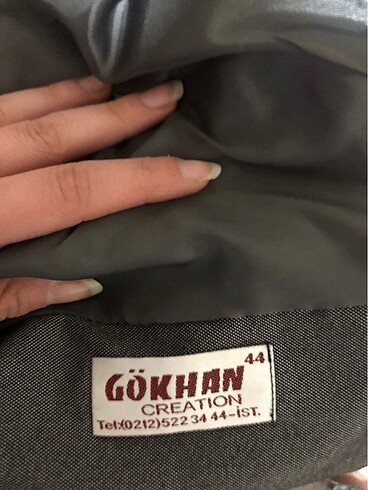 44
GÖKHAN
CREATION
Tel:(0212)522 34 44-İST.